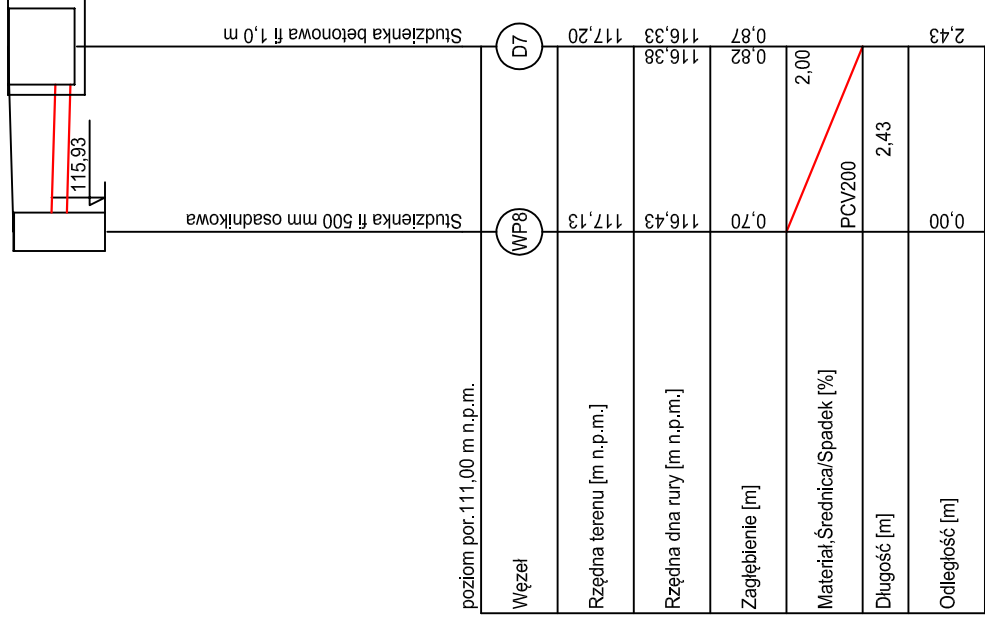 115,93
Studzienka fi 500 mm osadnikowa
Studzienka betonowa fi 1,0 m
poziom por.111,00 m n.p.m.
Węzeł
WP8
D7
Rzędna terenu [m n.p.m.]
117,13
117,20
Rzędna dna rury [m n.p.m.]
116,43
116,38
116,33
Zagłębienie [m]
0,70
0,82
0,87
Materiał,Średnica/Spadek [%]
PCV200
2,00
Długość [m]
2,43
Odległość [m]
0,00
2,43